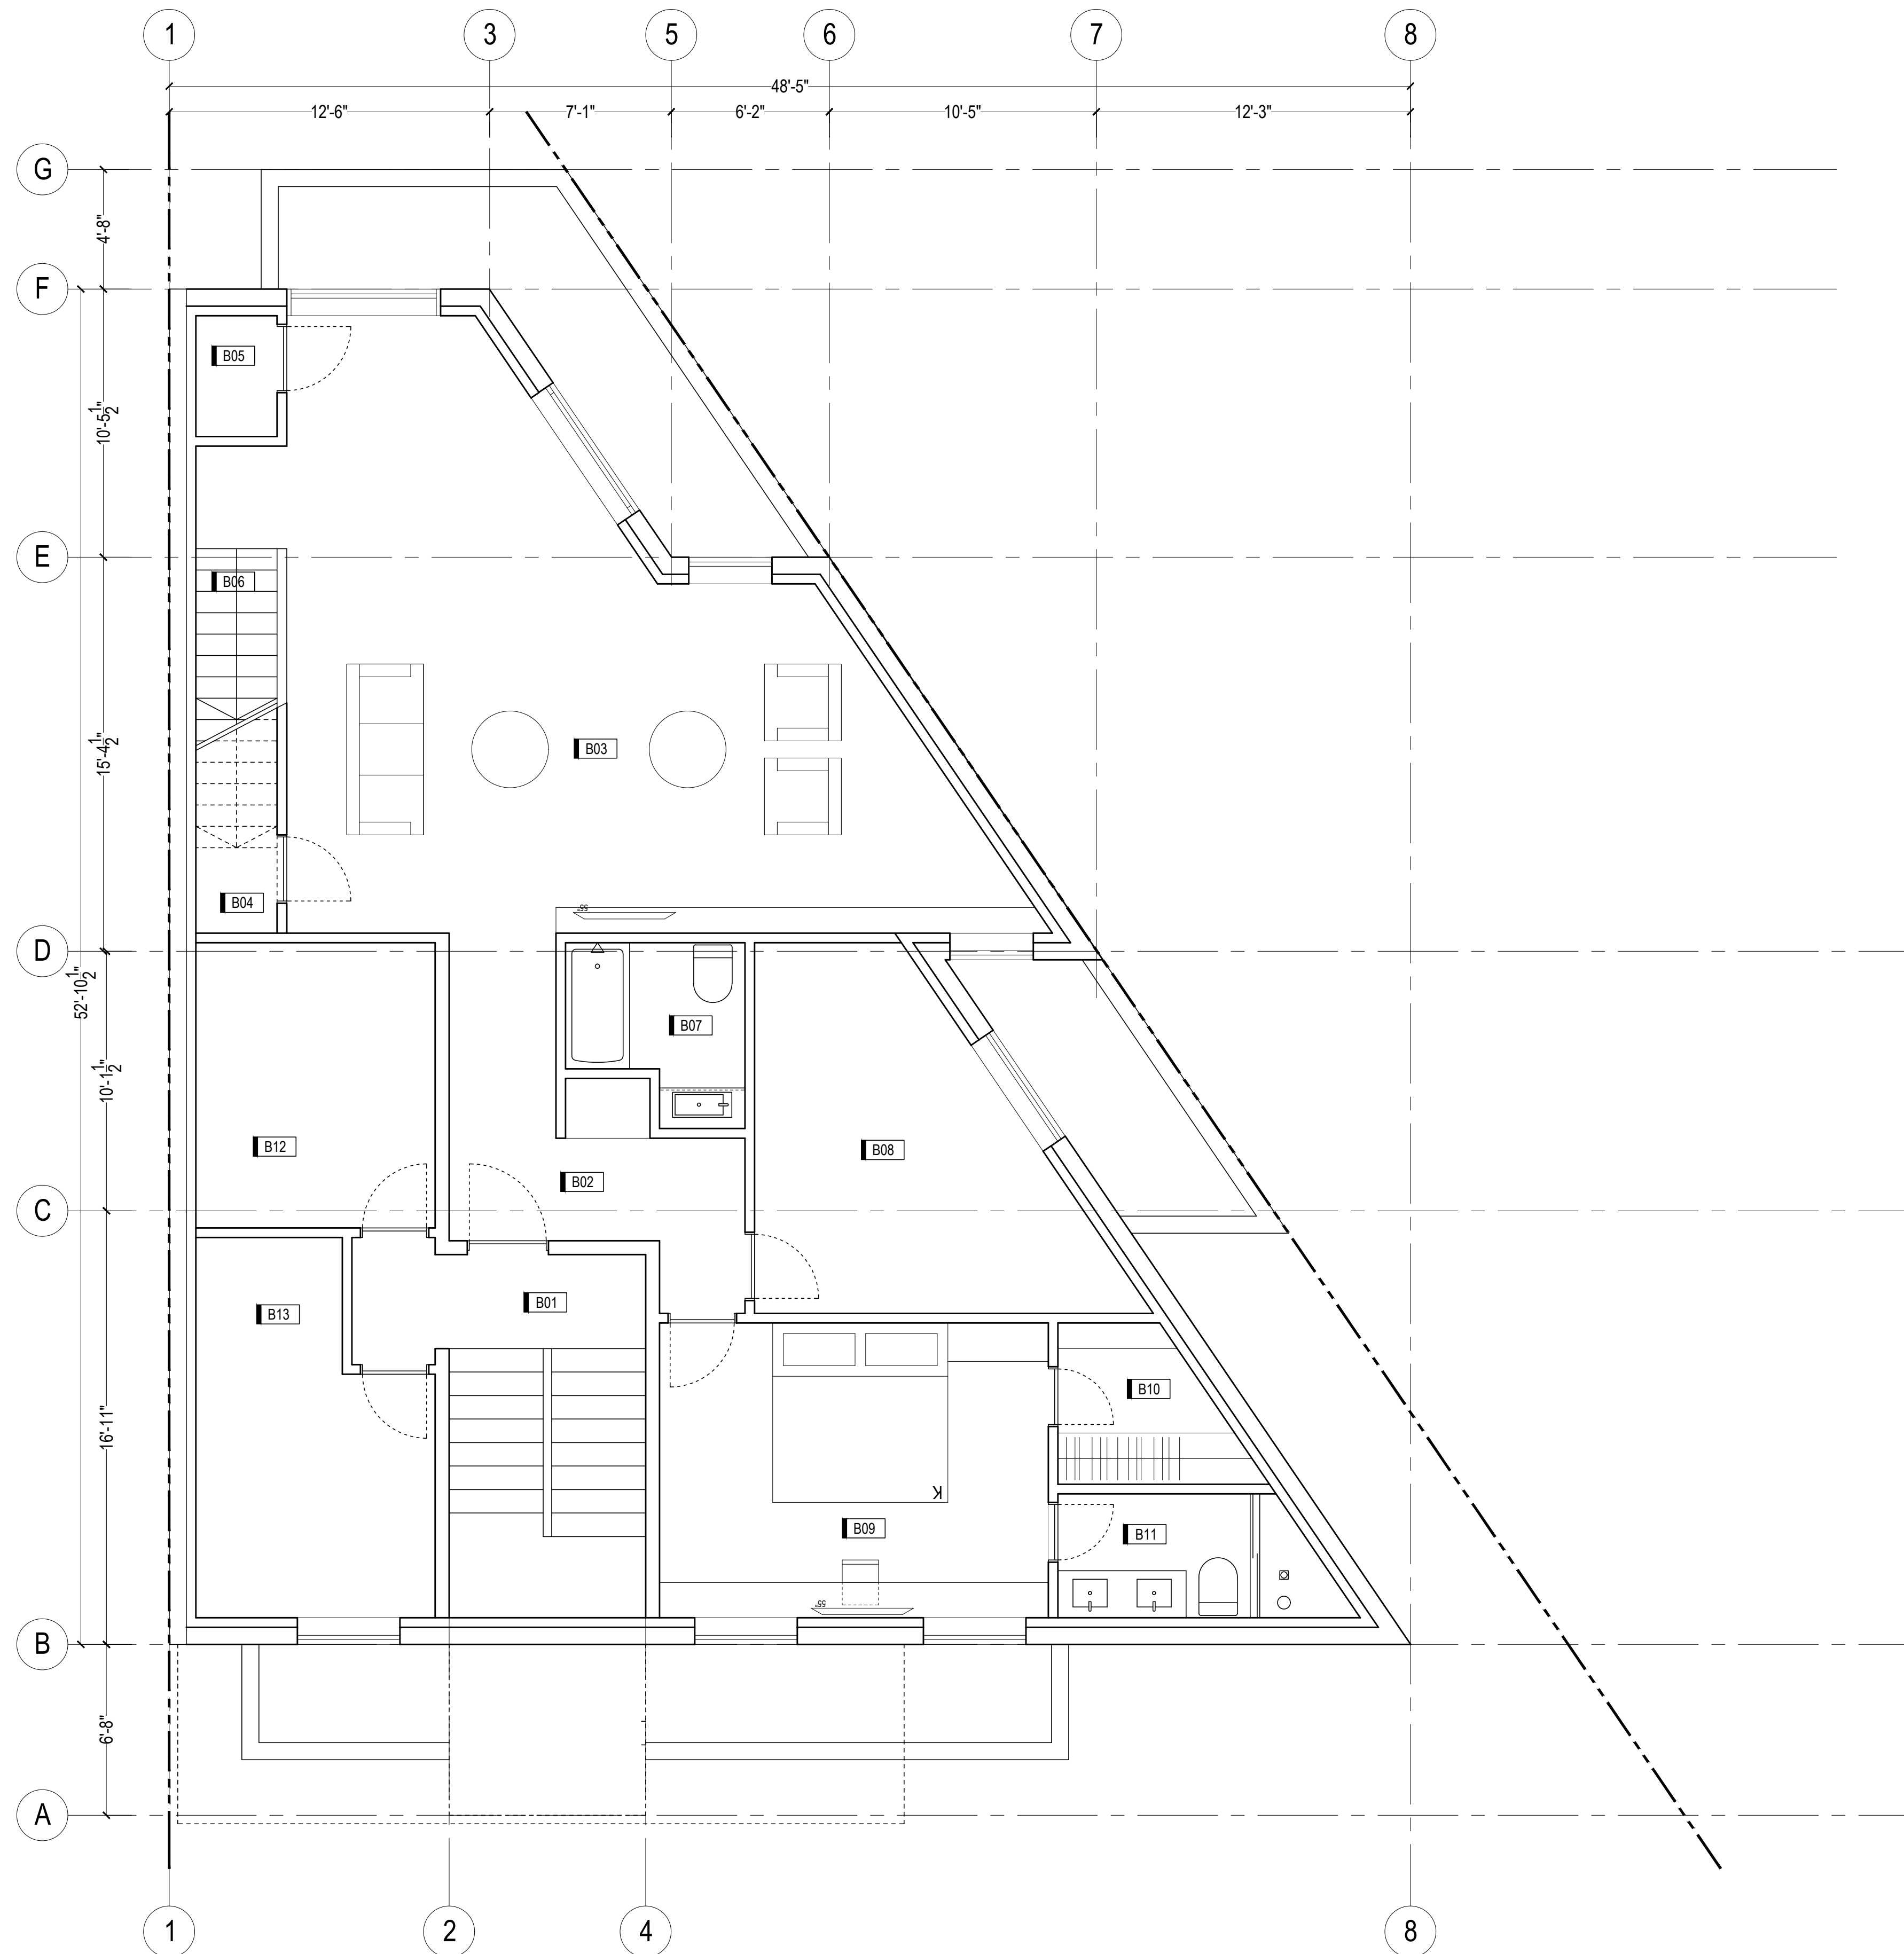 1 3 5 6 7 8
48'-5"
12'-6" 7'-1" 6'-2" 10'-5" 12'-3"
G
4'-8"
F
B05
10'-5 1/2"
E
B06
B03
15'-4 1/2"
B04
55"
D
52'-10 1/2"
B07
10'-1 1/2"
B12
B08
B02
C
B01
B13
B10
16'-11"
K
B09
B11
55"
B
6'-8"
A
1 2 4 8